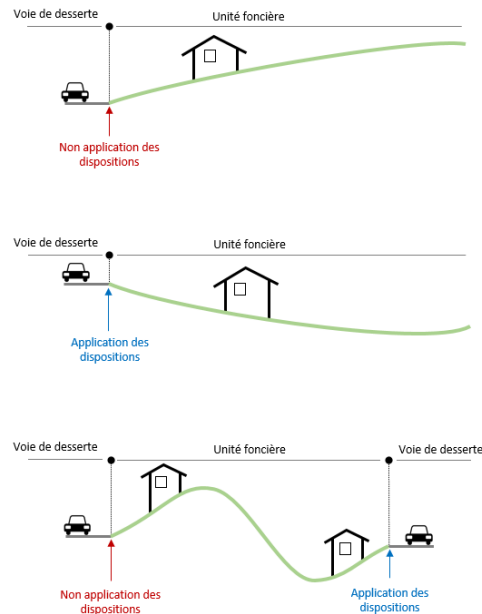 Voie de desserte
Unité foncière
Non application des
dispositions
Voie de desserte
Unité foncière
Application des
dispositions
Voie de desserte
Unité foncière
Voie de desserte
Non application des
dispositions
Application des
dispositions